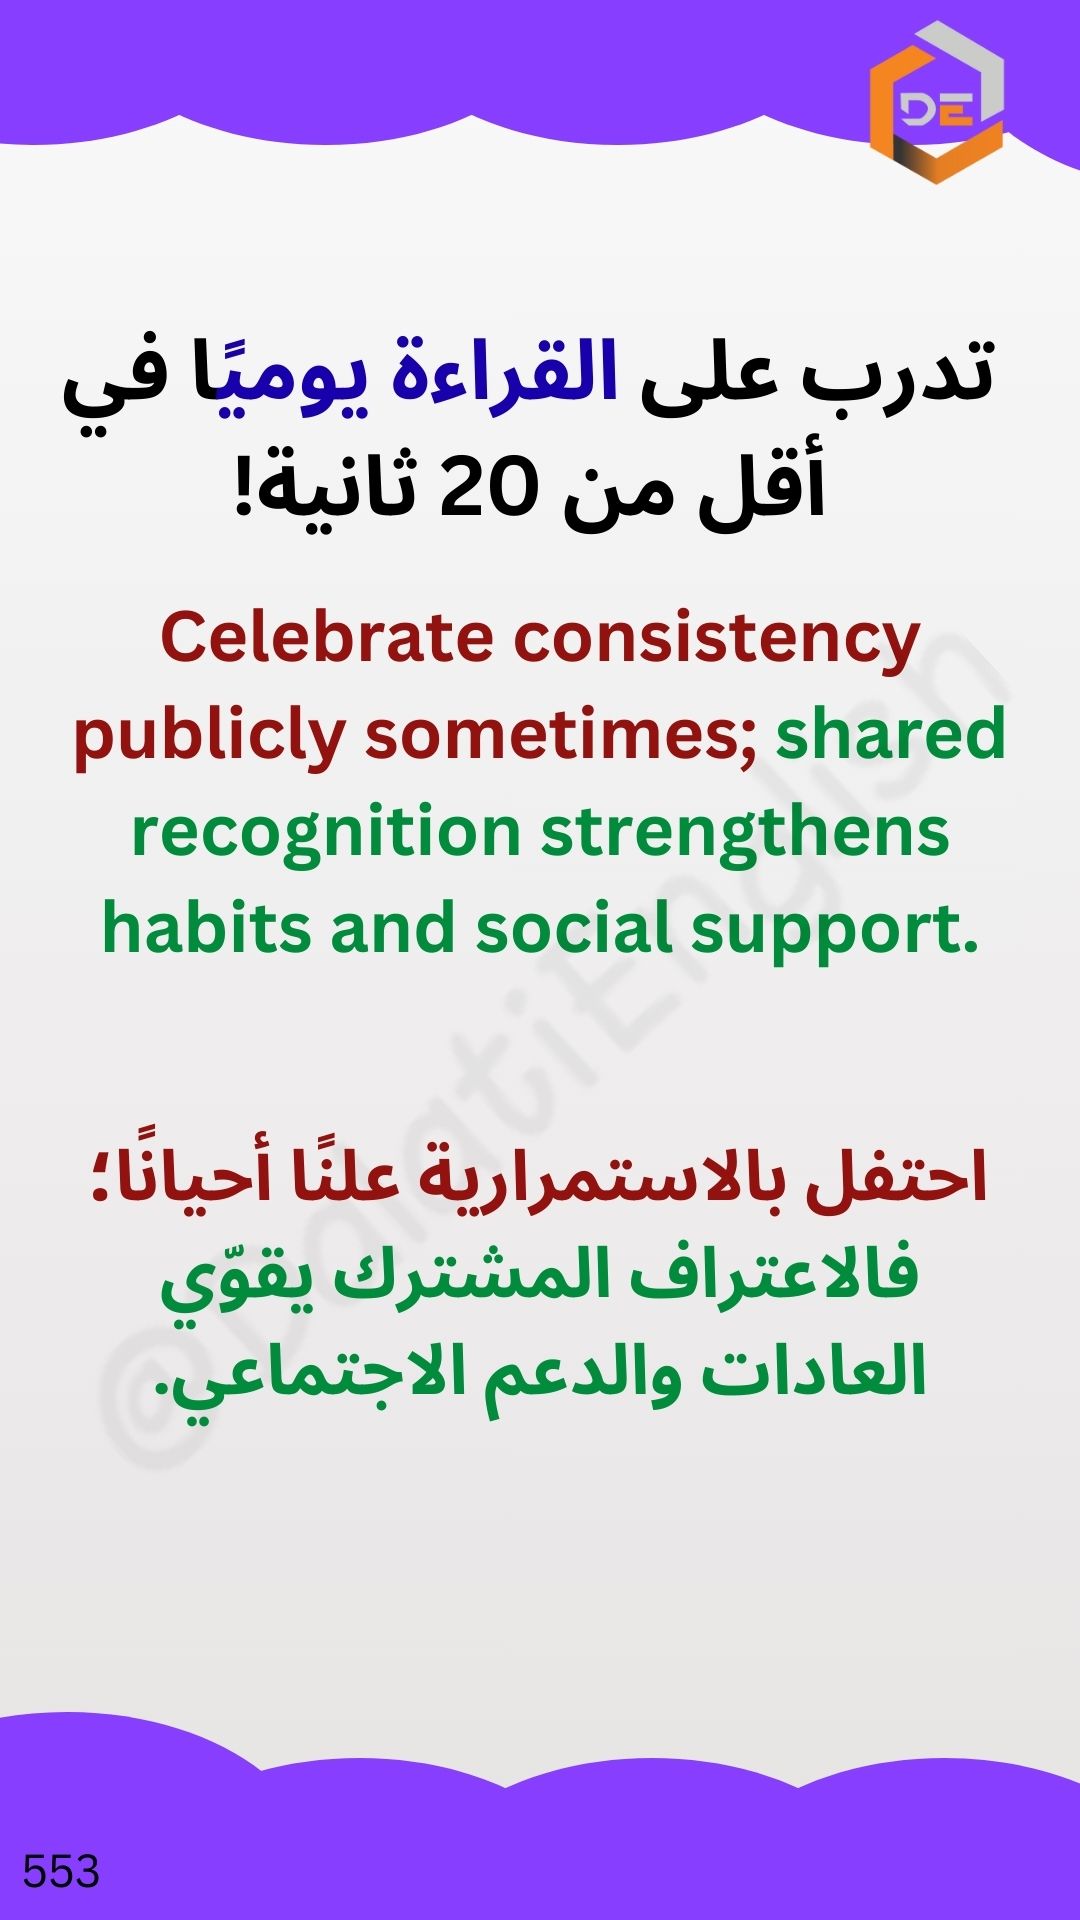 DE
تدرب على القراءة يوميًا في
أقل من 20 ثانية!
Celebrate consistency
publicly sometimes; shared
recognition strengthens
habits and social support.
احتفل بالاستمرارية علنًا أحيانًا؛
فالاعتراف المشترك يقوّي
العادات والدعم الاجتماعي.
@DalatiEnglish
553